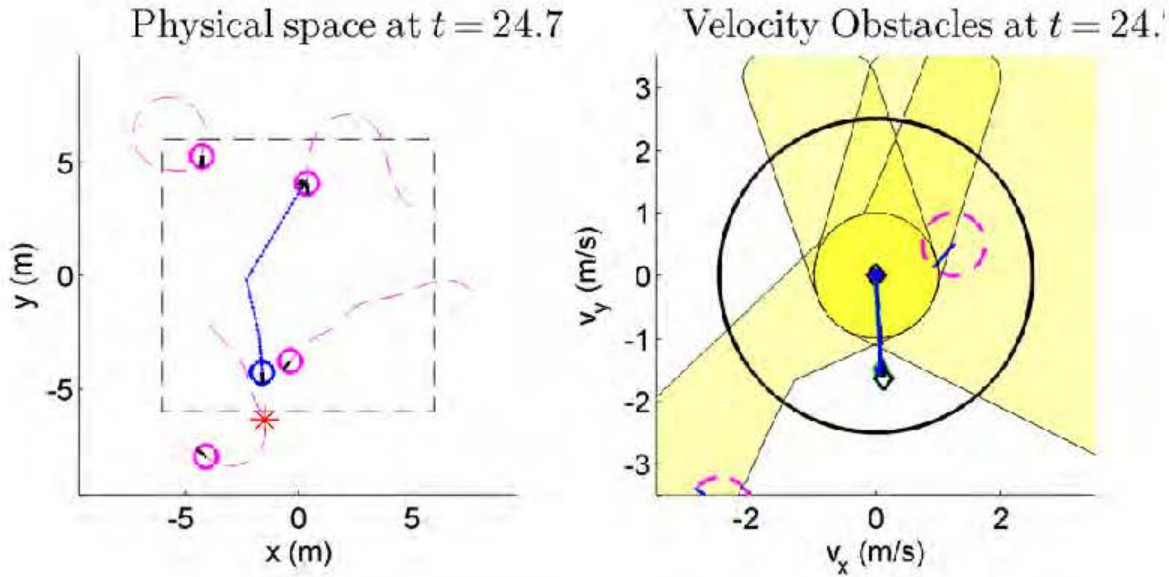 Physical space at t = 24.7
Velocity Obstacles at t = 24.
5
0
-5
y (m)
-5
0
5
x (m)
3
2
1
0
-1
-2
-3
v_y (m/s)
-2
0
2
v_x (m/s)